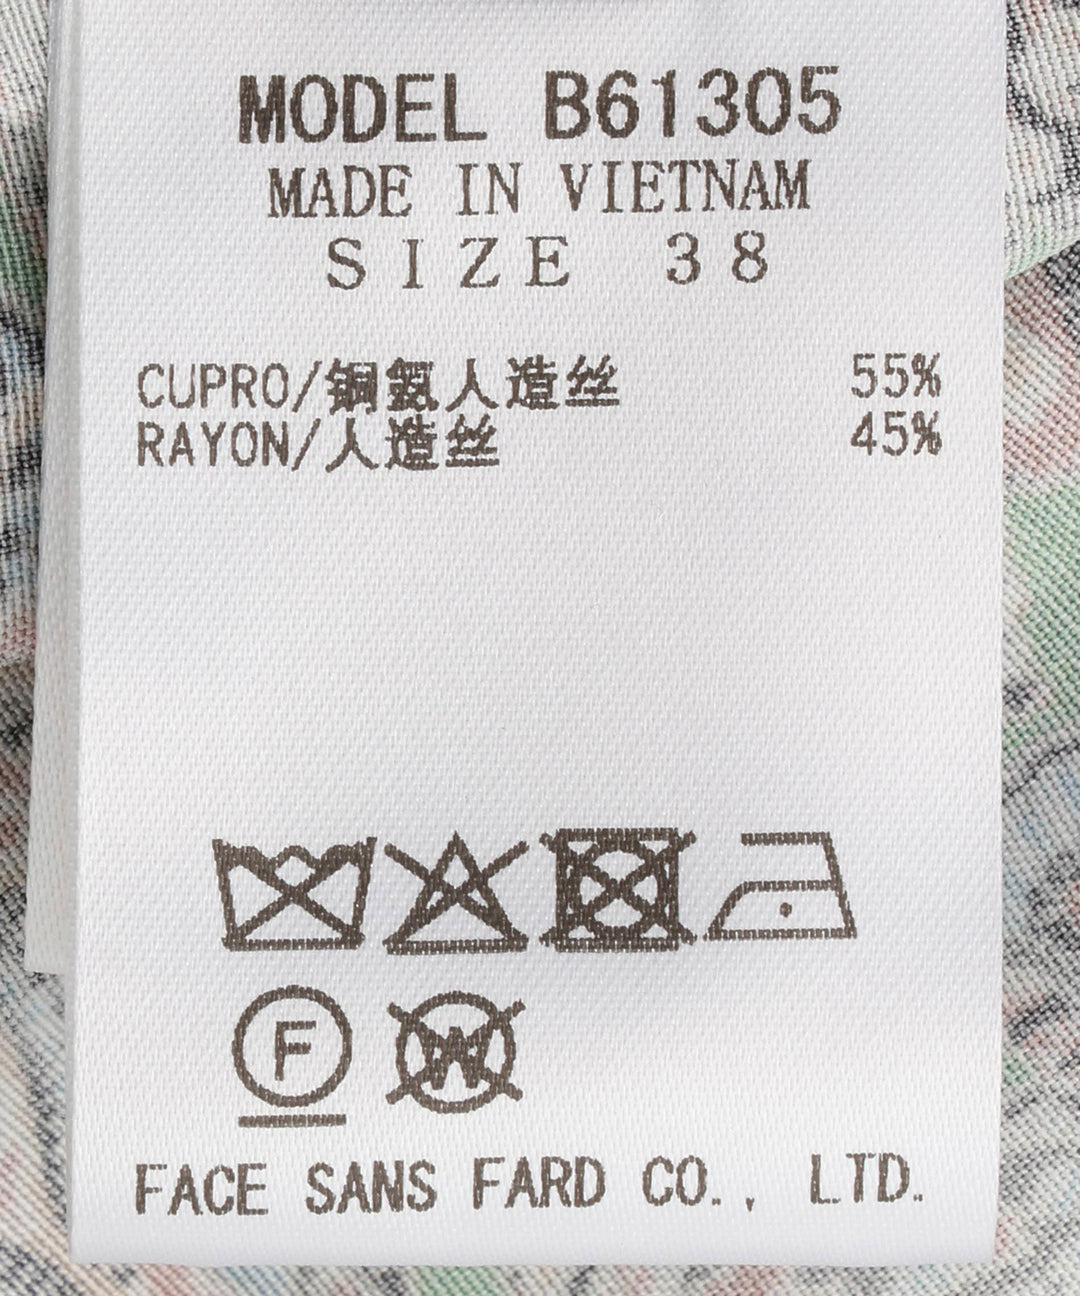 MODEL B61305
MADE IN VIETNAM
SIZE 38
CUPRO/铜氨人造丝 55%
RAYON/人造丝 45%
F
W
FACE SANS FARD CO., LTD.